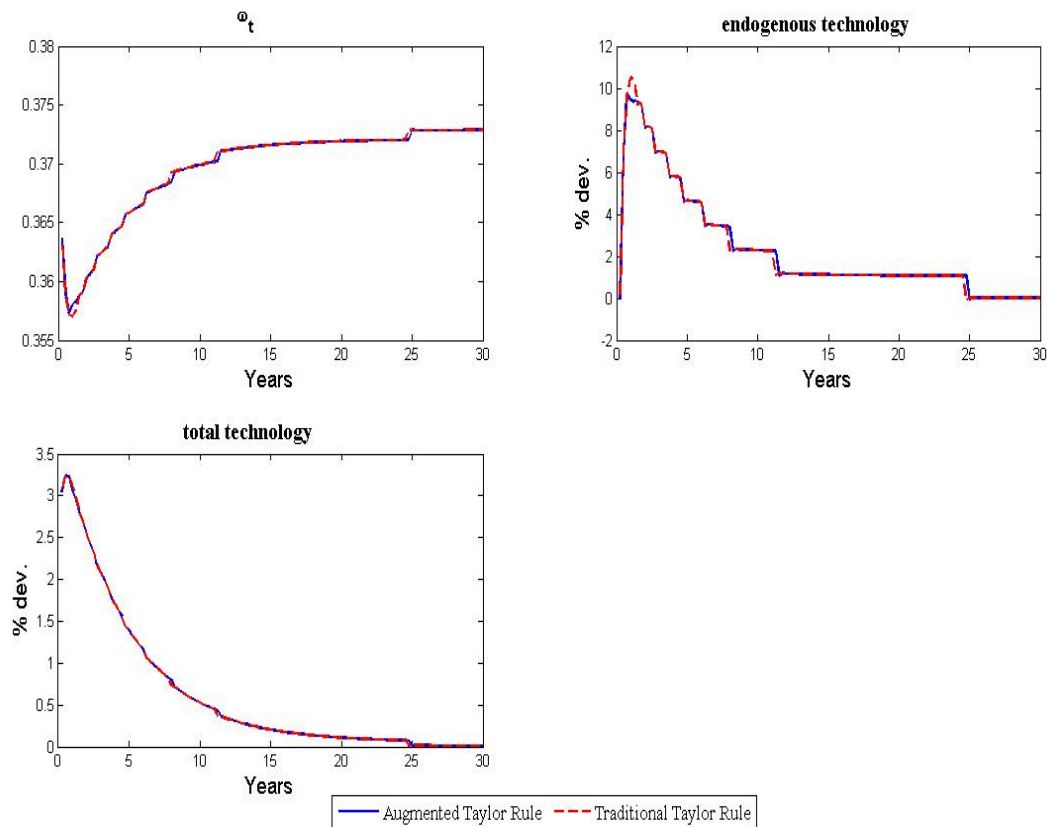 ω_t
0.38
0.375
0.37
0.365
0.36
0.355
0 5 10 15 20 25 30
Years
endogenous technology
% dev.
12
10
8
6
4
2
0
-2
0 5 10 15 20 25 30
Years
total technology
% dev.
3.5
3
2.5
2
1.5
1
0.5
0
0 5 10 15 20 25 30
Years
Augmented Taylor Rule Traditional Taylor Rule